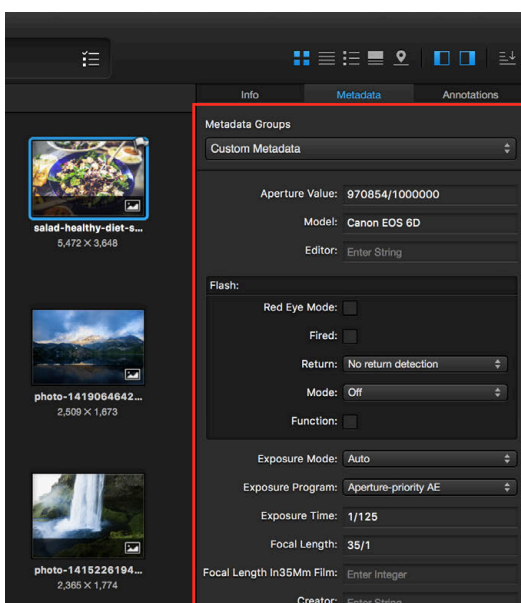 Info
Metadata
Annotations
Metadata Groups
Custom Metadata
Aperture Value: 970854/1000000
Model: Canon EOS 6D
Editor: Enter String
Flash:
Red Eye Mode:
Fired:
Return: No return detection
Mode: Off
Function:
Exposure Mode: Auto
Exposure Program: Aperture-priority AE
Exposure Time: 1/125
Focal Length: 35/1
Focal Length In35Mm Film: Enter Integer
Creator: Enter String
salad-healthy-diet-s...
5,472 × 3,648
photo-1419064642...
2,509 × 1,673
photo-1415226194...
2,365 × 1,774